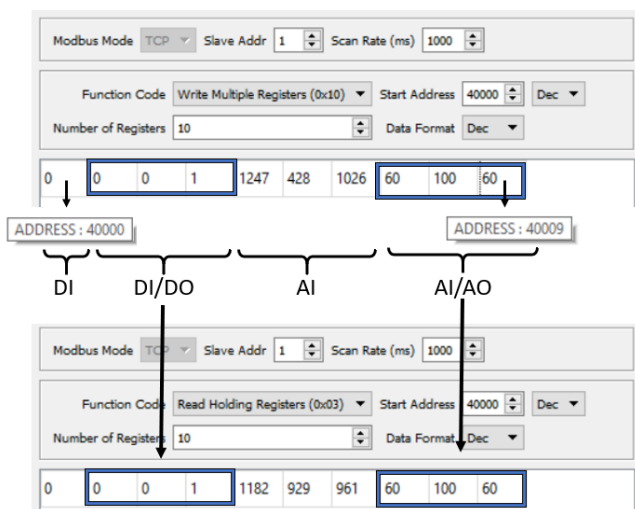 Modbus Mode TCP Slave Addr 1 Scan Rate (ms) 1000
Function Code Write Multiple Registers (0x10) Start Address 40000 Dec
Number of Registers 10 Data Format Dec
0 0 0 1 1247 428 1026 60 100 60
ADDRESS : 40000 ADDRESS : 40009
DI DI/DO AI AI/AO
Modbus Mode TCP Slave Addr 1 Scan Rate (ms) 1000
Function Code Read Holding Registers (0x03) Start Address 40000 Dec
Number of Registers 10 Data Format Dec
0 0 0 1 1182 929 961 60 100 60